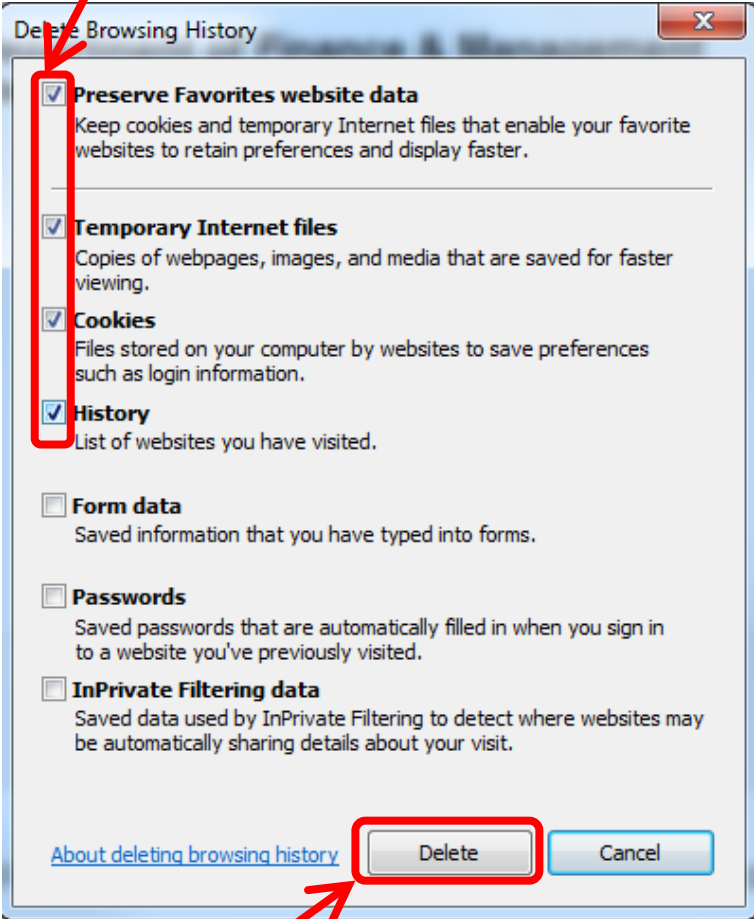 Delete Browsing History
Finance & Management
Preserve Favorites website data
Keep cookies and temporary Internet files that enable your favorite
websites to retain preferences and display faster.
Temporary Internet files
Copies of webpages, images, and media that are saved for faster
viewing.
Cookies
Files stored on your computer by websites to save preferences
such as login information.
History
List of websites you have visited.
Form data
Saved information that you have typed into forms.
Passwords
Saved passwords that are automatically filled in when you sign in
to a website you've previously visited.
InPrivate Filtering data
Saved data used by InPrivate Filtering to detect where websites may
be automatically sharing details about your visit.
About deleting browsing history
Delete
Cancel